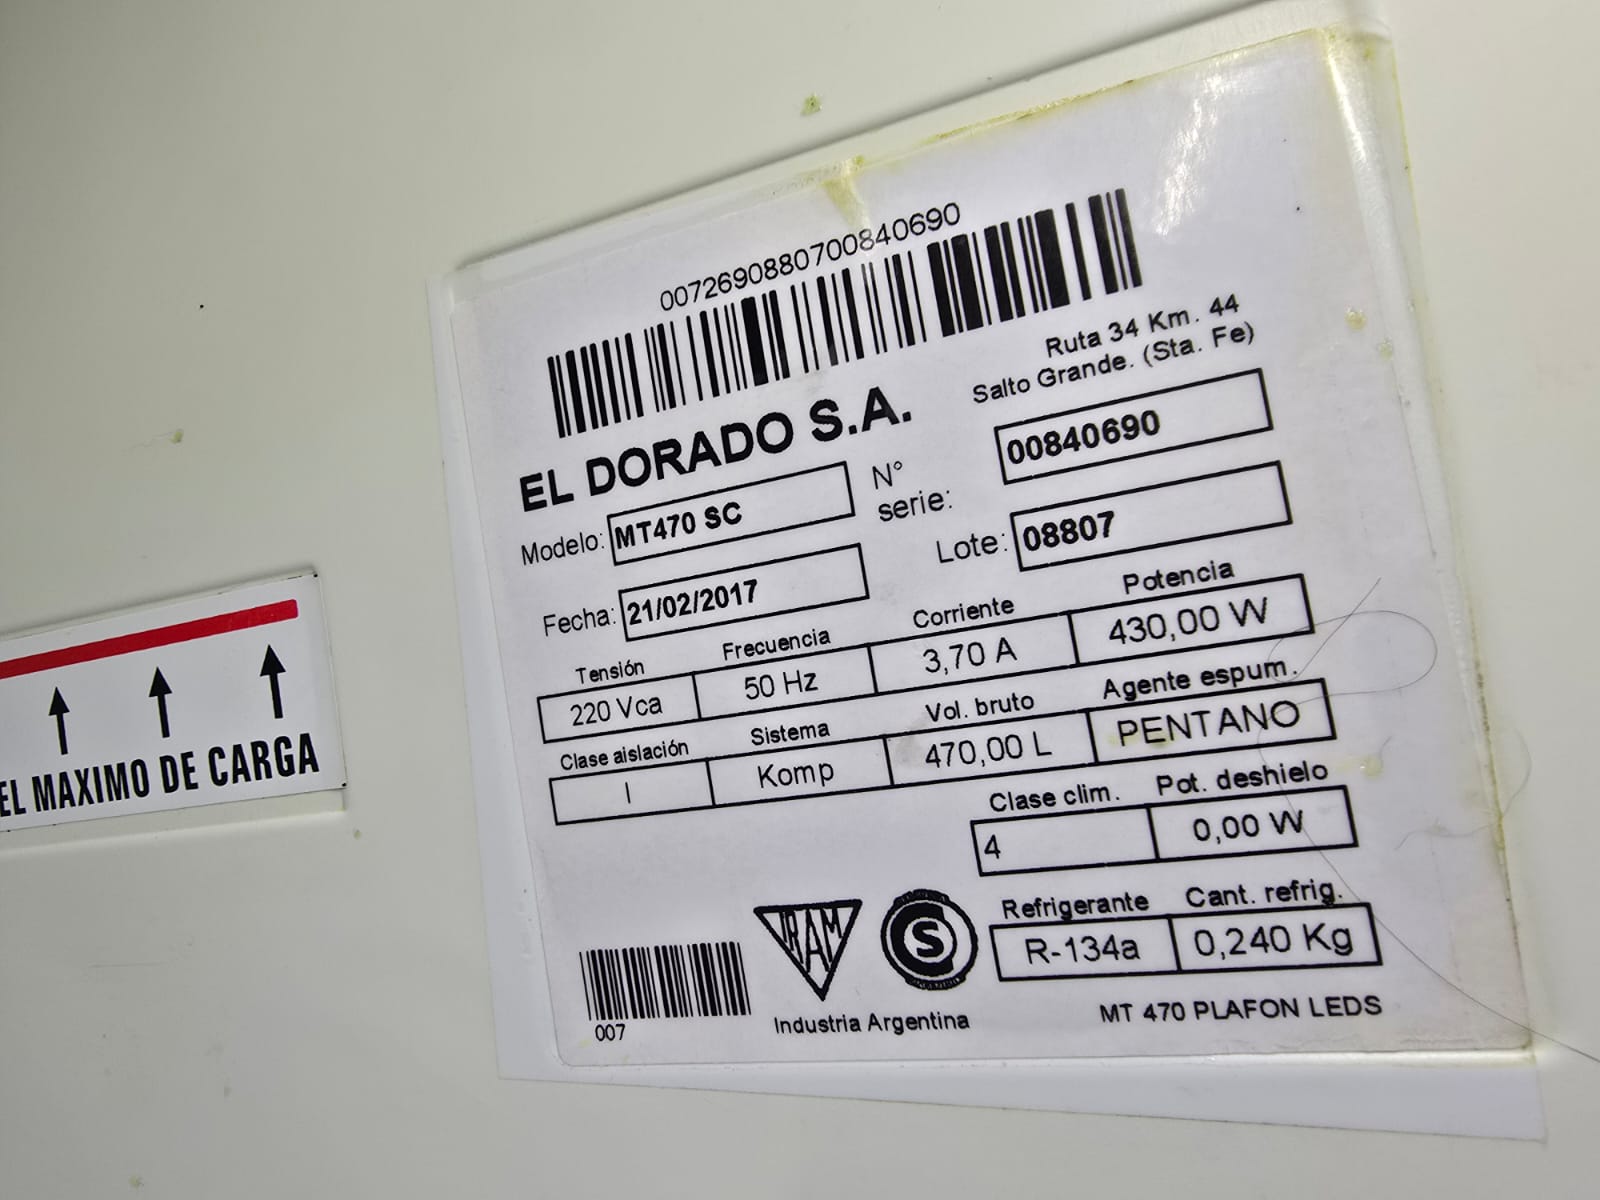 007269088070084​0690
Ruta 34 Km. 44
Salto Grande. (Sta. Fe)
EL DORADO S.A.
Modelo: MT470 SC
N° serie: 00840690
Fecha: 21/02/2017
Lote: 08807
Tensión Frecuencia Corriente Potencia
220 Vca 50 Hz 3,70 A 430,00 W
Clase aislación Sistema Vol. bruto Agente espum.
I Komp 470,00 L PENTANO
Clase clim. Pot. deshielo
4 0,00 W
Refrigerante Cant. refrig.
R-134a 0,240 Kg
IRAM S
007
Industria Argentina
MT 470 PLAFON LEDS
EL MAXIMO DE CARGA